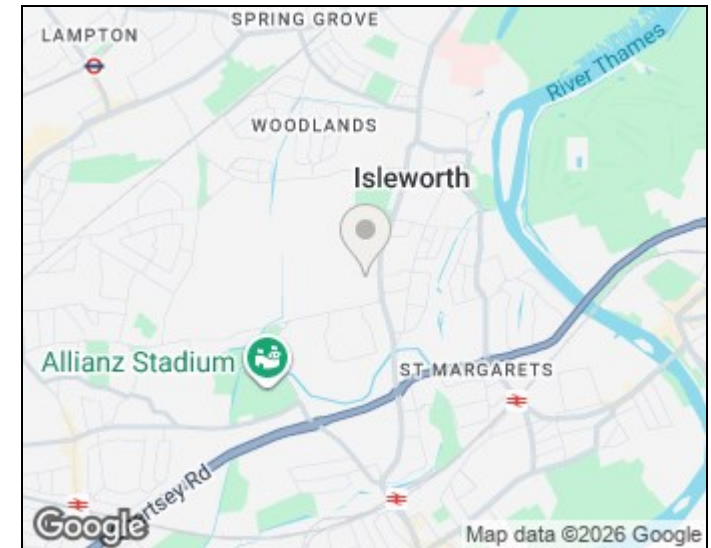 SPRING GROVE
LAMPTON
River Thames
WOODLANDS
Isleworth
Allianz Stadium
ST MARGARETS
rtsey Rd
Google
Map data ©2026 Google